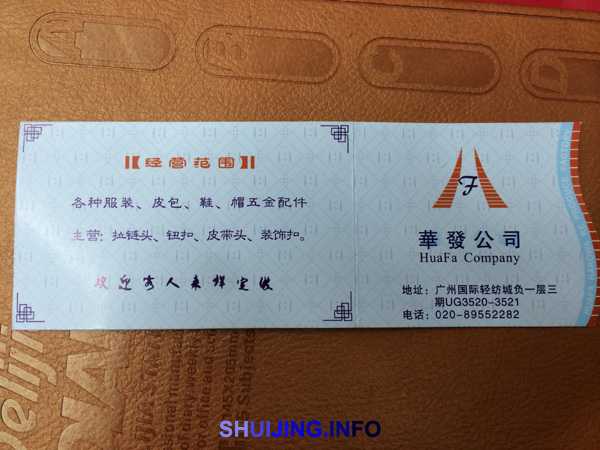 经营范围
各种服装、皮包、鞋、帽五金配件
主营：拉链头、钮扣、皮带头、装饰扣。
欢迎客人来样定做
F
華發公司
HuaFa Company
地址：广州国际轻纺城负一层三
期UG3520-3521
电话：020-89552282
SHUIJING.INFO